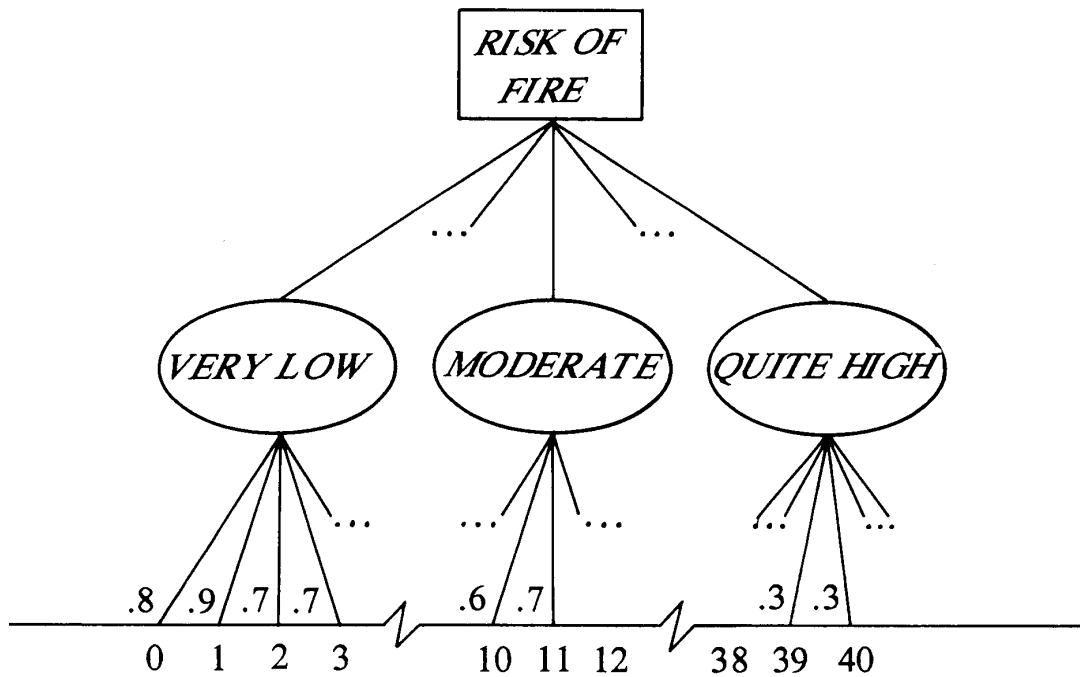 RISK OF
FIRE
... ...
VERY LOW MODERATE QUITE HIGH
... ... ... ... ...
.8 .9 .7 .7 .6 .7 .3 .3
0 1 2 3 10 11 12 38 39 40